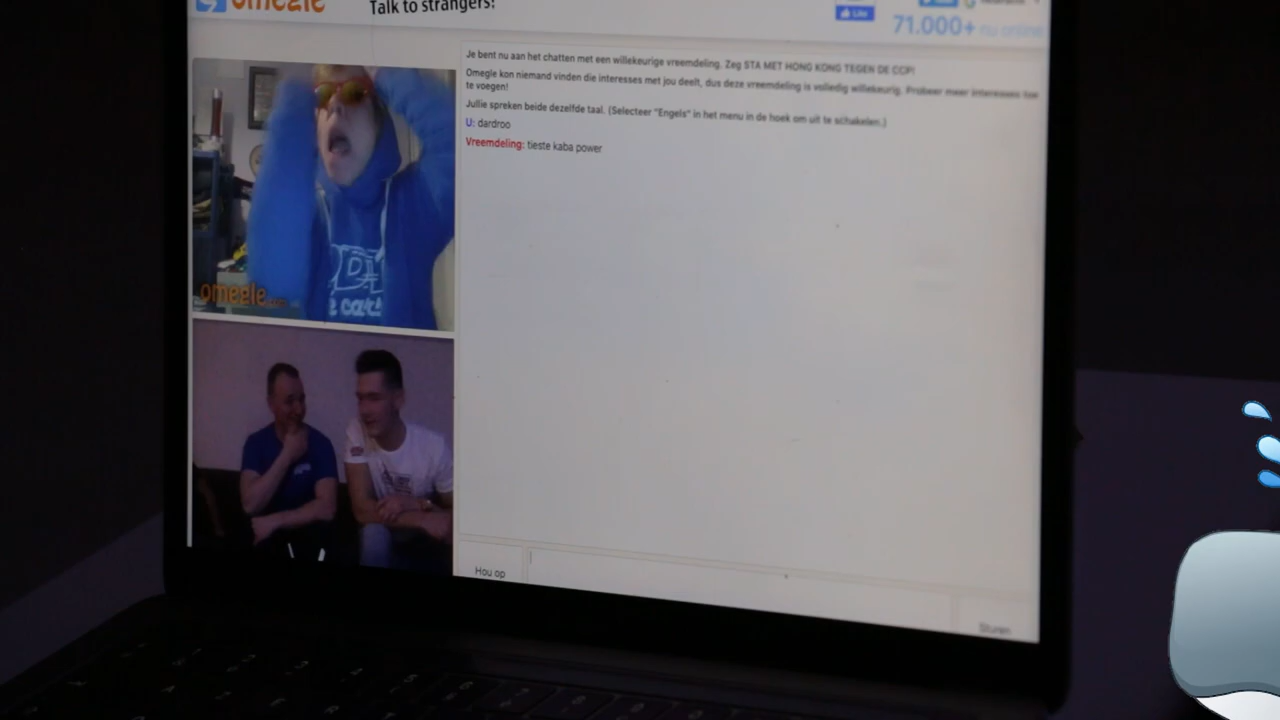 omegle
Talk to strangers!
Like
71.000+ nu online
Je bent nu aan het chatten met een willekeurige vreemdeling. Zeg STA MET HONG KONG TEGEN DE CCP!
Omegle kon niemand vinden die interesses met jou deelt, dus deze vreemdeling is volledig willekeurig. Probeer meer interesses toe
te voegen!
Jullie spreken beide dezelfde taal. (Selecteer "Engels" in het menu in de hoek om uit te schakelen.)
U: dardroo
Vreemdeling: tieste kaba power
omegle
Hou op
Sturen